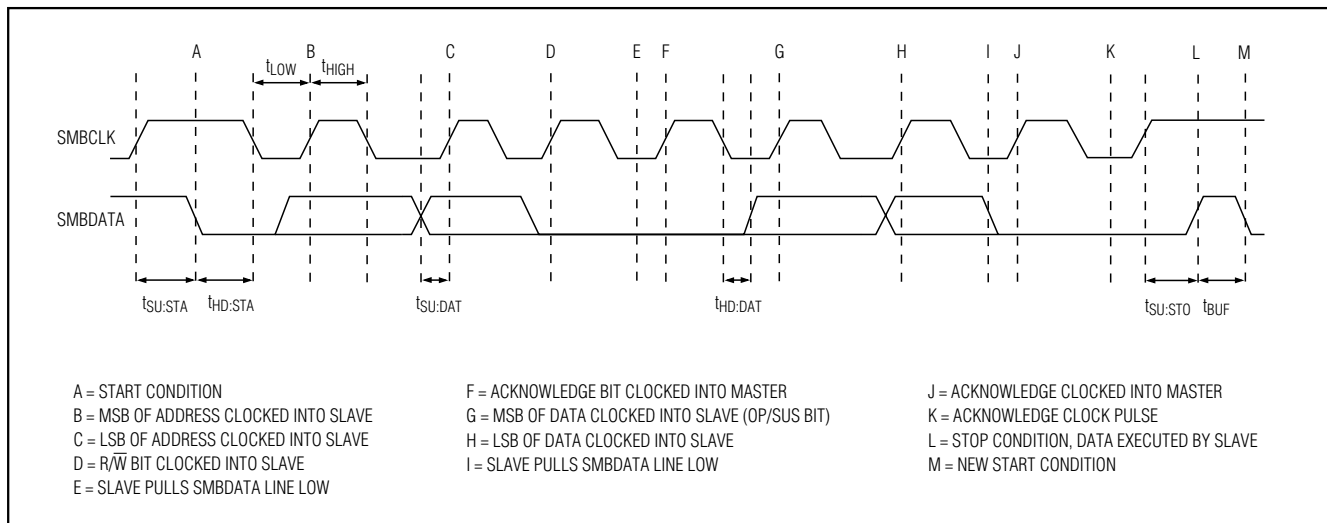 A B C D E F G H I J K L M
tLOW tHIGH
SMBCLK
SMBDATA
tSU:STA tHD:STA tSU:DAT tHD:DAT tSU:STO tBUF
A = START CONDITION
B = MSB OF ADDRESS CLOCKED INTO SLAVE
C = LSB OF ADDRESS CLOCKED INTO SLAVE
D = R/W̅ BIT CLOCKED INTO SLAVE
E = SLAVE PULLS SMBDATA LINE LOW
F = ACKNOWLEDGE BIT CLOCKED INTO MASTER
G = MSB OF DATA CLOCKED INTO SLAVE (OP/SUS BIT)
H = LSB OF DATA CLOCKED INTO SLAVE
I = SLAVE PULLS SMBDATA LINE LOW
J = ACKNOWLEDGE CLOCKED INTO MASTER
K = ACKNOWLEDGE CLOCK PULSE
L = STOP CONDITION, DATA EXECUTED BY SLAVE
M = NEW START CONDITION